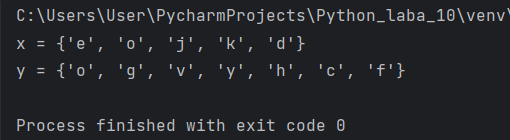 C:\Users\User\PycharmProjects\Python_laba_10\venv\
x = {'e', 'o', 'j', 'k', 'd'}
y = {'o', 'g', 'v', 'y', 'h', 'c', 'f'}
Process finished with exit code 0